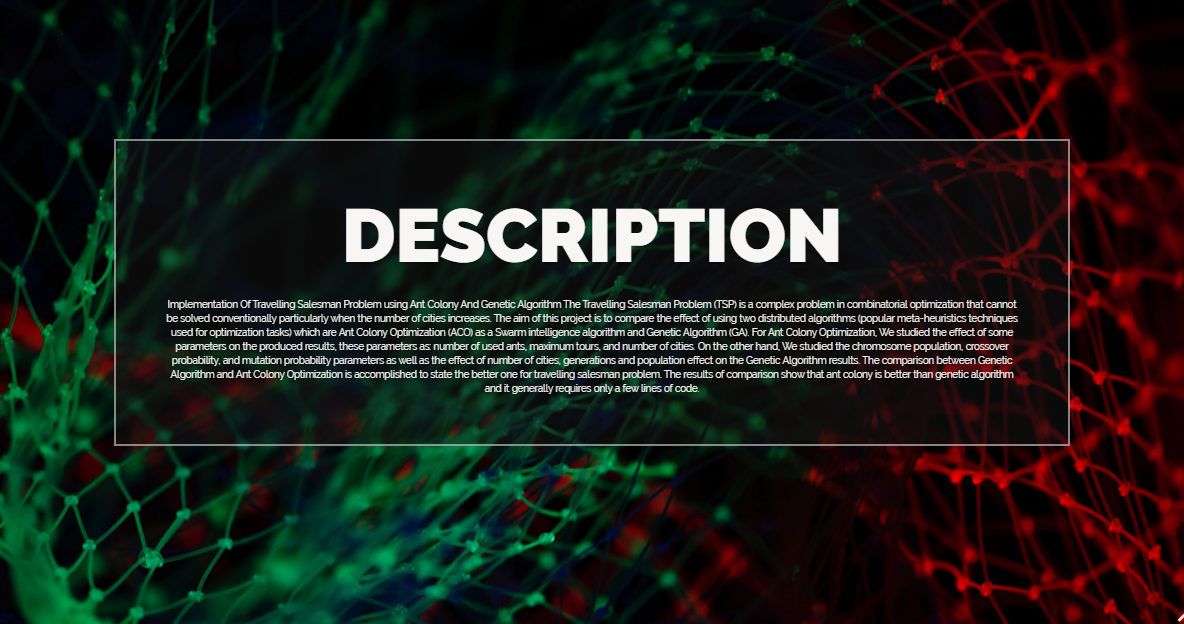 DESCRIPTION
Implementation Of Travelling Salesman Problem using Ant Colony And Genetic Algorithm The Travelling Salesman Problem (TSP) is a complex problem in combinatorial optimization that cannot
be solved conventionally particularly when the number of cities increases. The aim of this project is to compare the effect of using two distributed algorithms (popular meta-heuristics techniques
used for optimization tasks) which are Ant Colony Optimization (ACO) as a Swarm intelligence algorithm and Genetic Algorithm (GA). For Ant Colony Optimization, We studied the effect of some
parameters on the produced results, these parameters as: number of used ants, maximum tours, and number of cities. On the other hand, We studied the chromosome population, crossover
probability, and mutation probability parameters as well as the effect of number of cities, generations and population effect on the Genetic Algorithm results. The comparison between Genetic
Algorithm and Ant Colony Optimization is accomplished to state the better one for travelling salesman problem. The results of comparison show that ant colony is better than genetic algorithm
and it generally requires only a few lines of code.